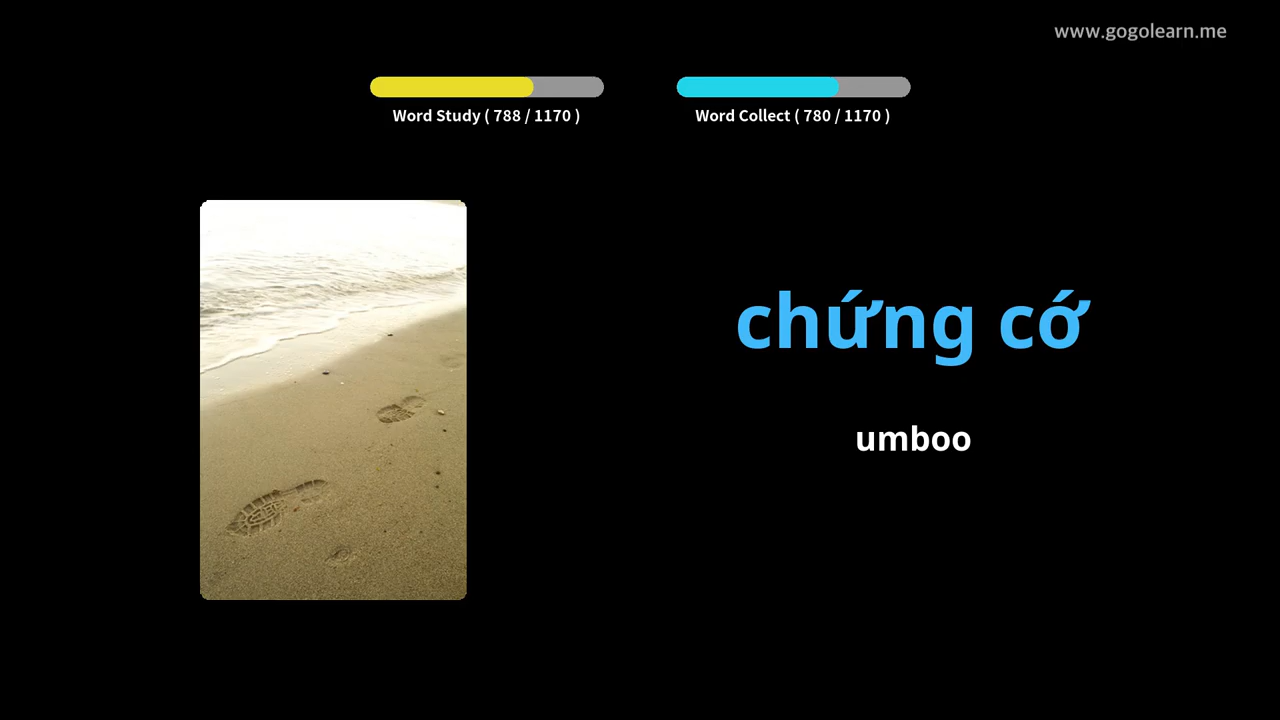 www.gogolearn.me
Word Study ( 788 / 1170 )
Word Collect ( 780 / 1170 )
chứng cớ
umboo